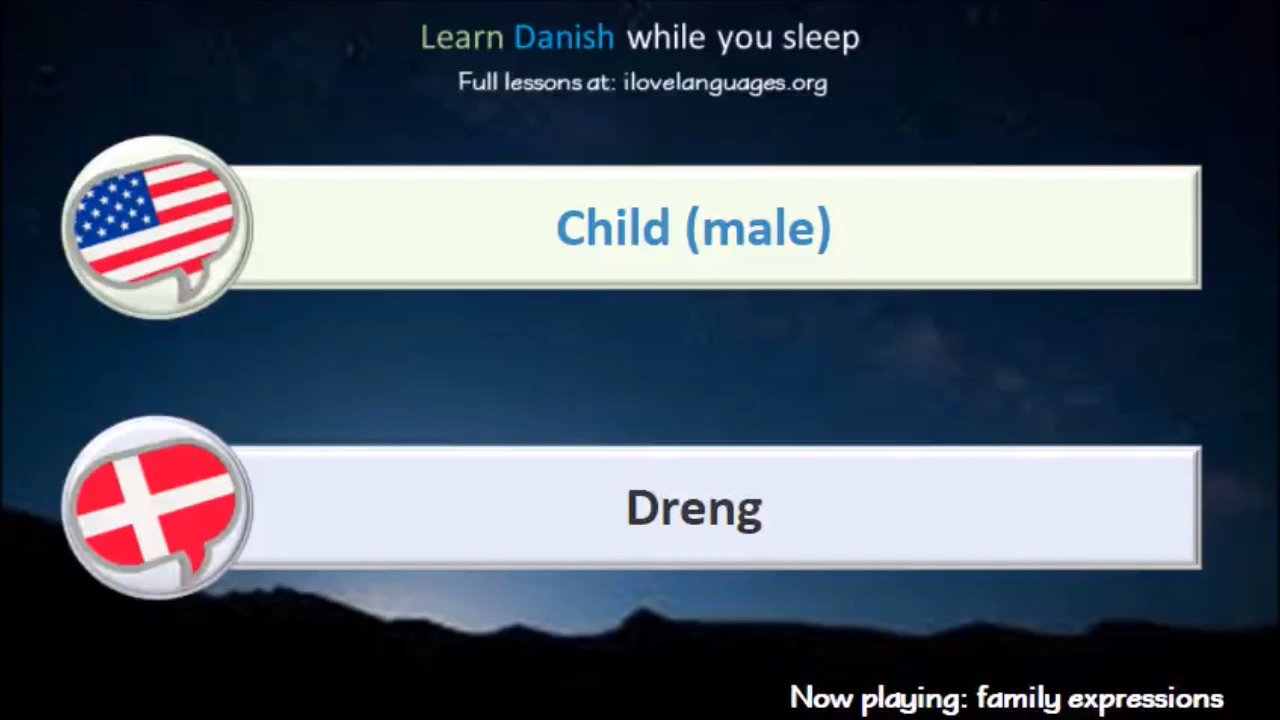 Learn Danish while you sleep
Full lessons at: ilovelanguages.org
Child (male)
Dreng
Now playing: family expressions